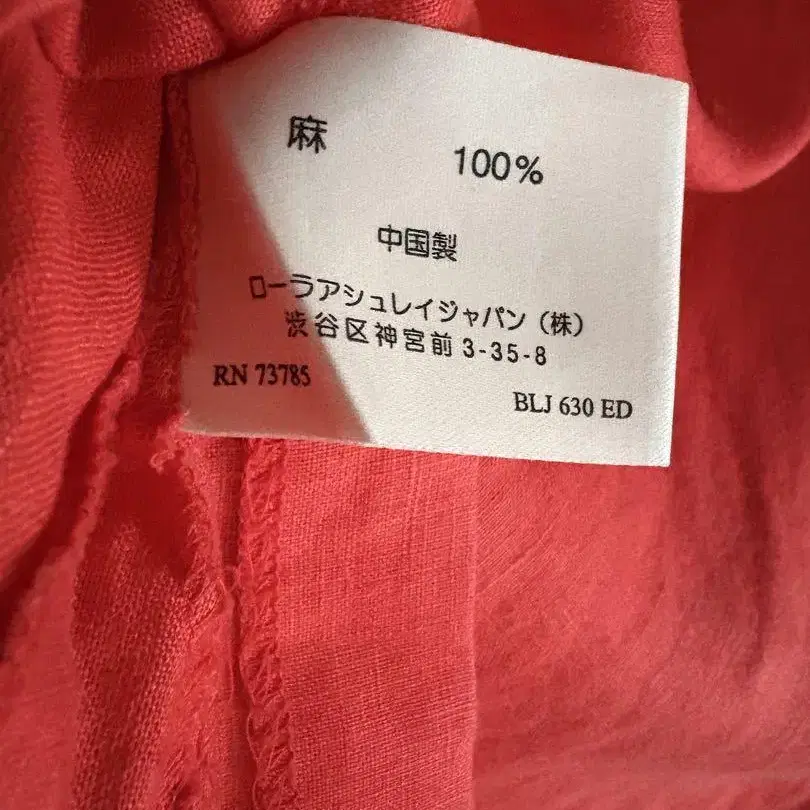 麻 100%
中国製
ローラアシュレイジャパン（株）
渋谷区神宮前 3-35-8
RN 73785 BLJ 630 ED